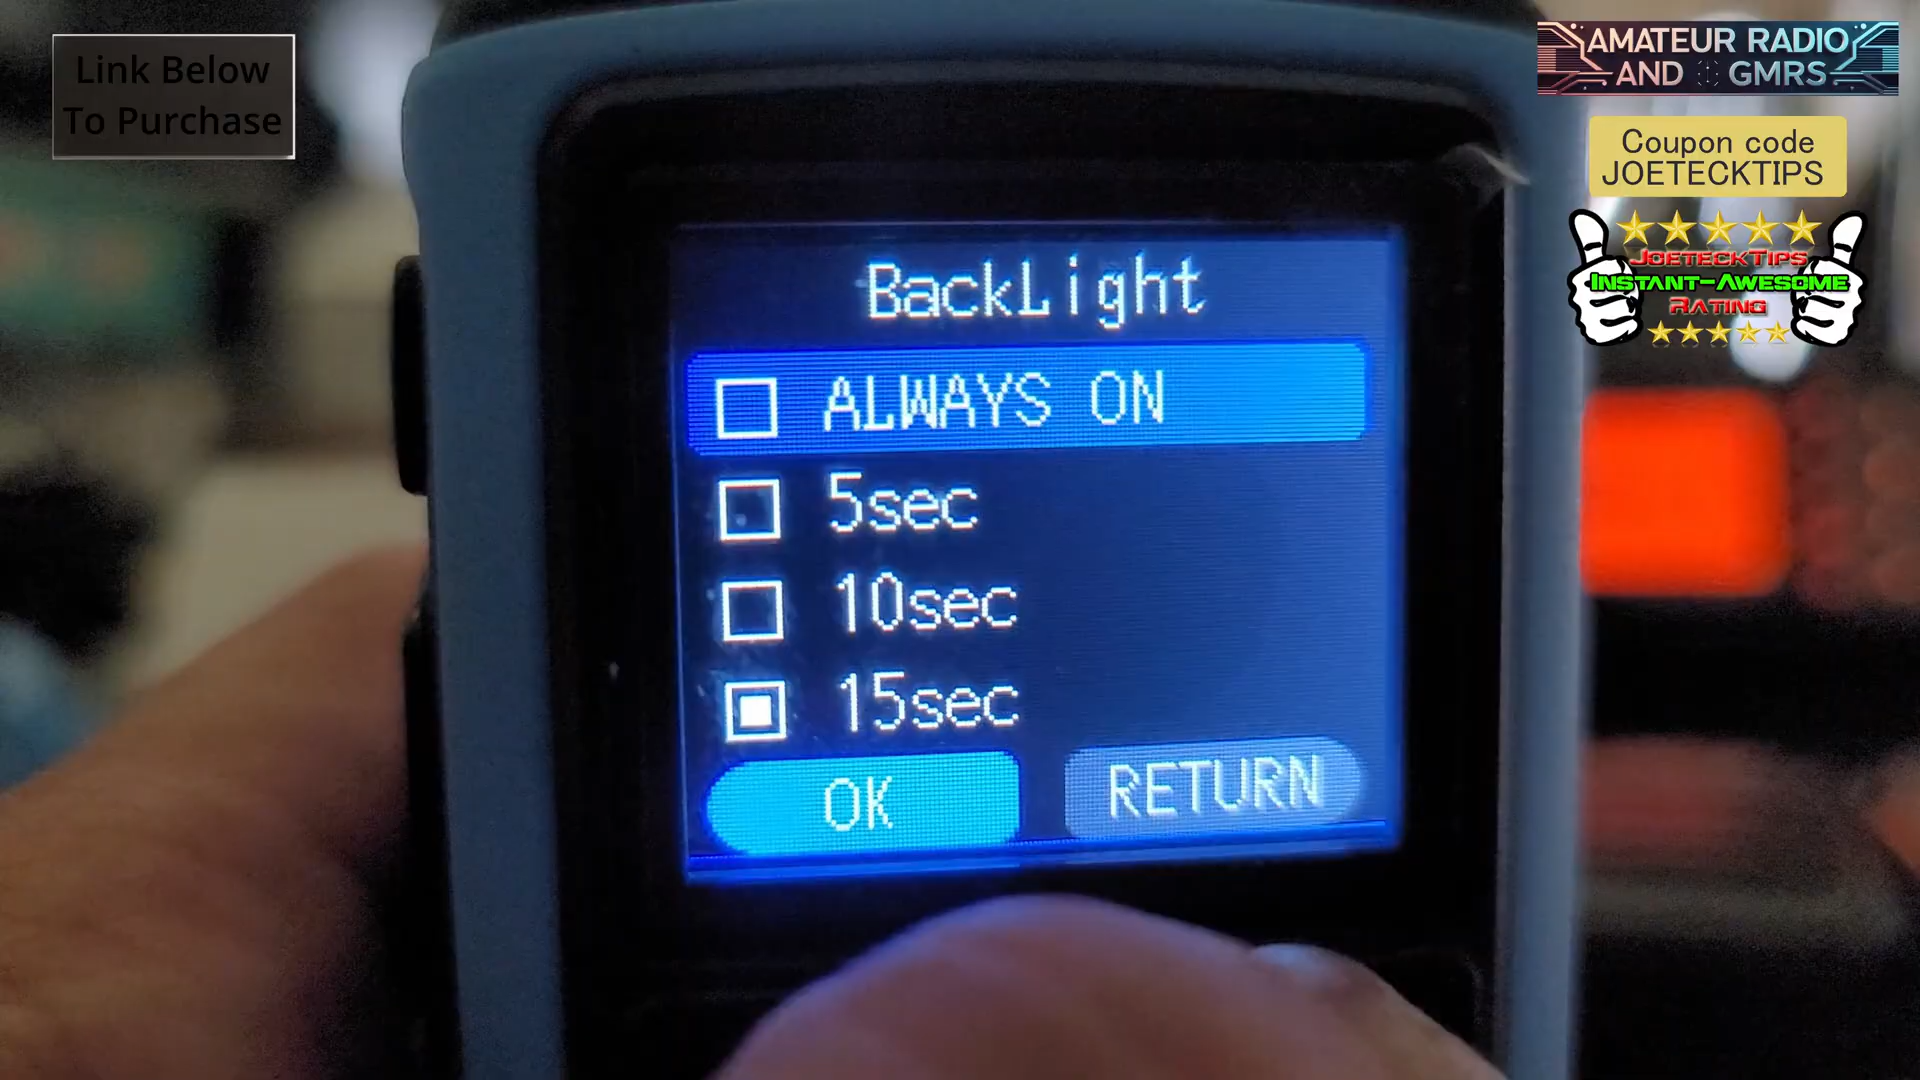 Link Below
To Purchase
AMATEUR RADIO
AND GMRS
Coupon code
JOETECKTIPS
JOETECKTIPS
INSTANT-AWESOME
RATING
BackLight
ALWAYS ON
5sec
10sec
15sec
OK
RETURN